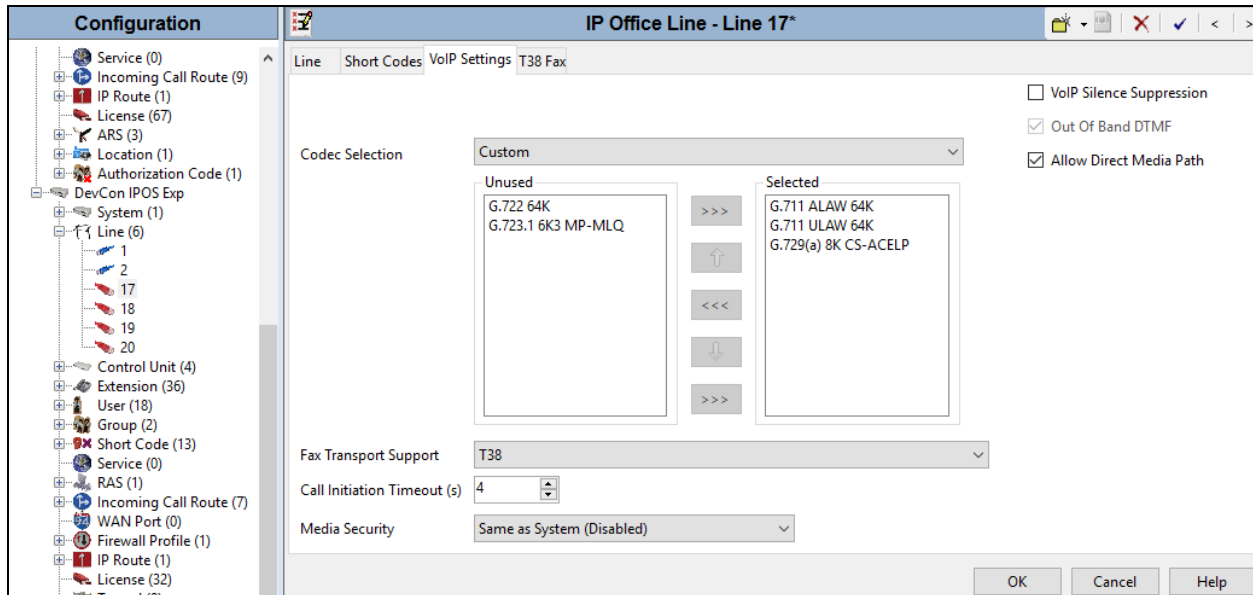 Configuration
Service (0)
Incoming Call Route (9)
IP Route (1)
License (67)
ARS (3)
Location (1)
Authorization Code (1)
DevCon IPOS Exp
System (1)
Line (6)
1
2
17
18
19
20
Control Unit (4)
Extension (36)
User (18)
Group (2)
Short Code (13)
Service (0)
RAS (1)
Incoming Call Route (7)
WAN Port (0)
Firewall Profile (1)
IP Route (1)
License (32)
IP Office Line - Line 17*
< >
Line Short Codes VoIP Settings T38 Fax
VoIP Silence Suppression
Out Of Band DTMF
Allow Direct Media Path
Codec Selection Custom
Unused
G.722 64K
G.723.1 6K3 MP-MLQ
>>>
<<<
>>>
Selected
G.711 ALAW 64K
G.711 ULAW 64K
G.729(a) 8K CS-ACELP
Fax Transport Support T38
Call Initiation Timeout (s) 4
Media Security Same as System (Disabled)
OK Cancel Help